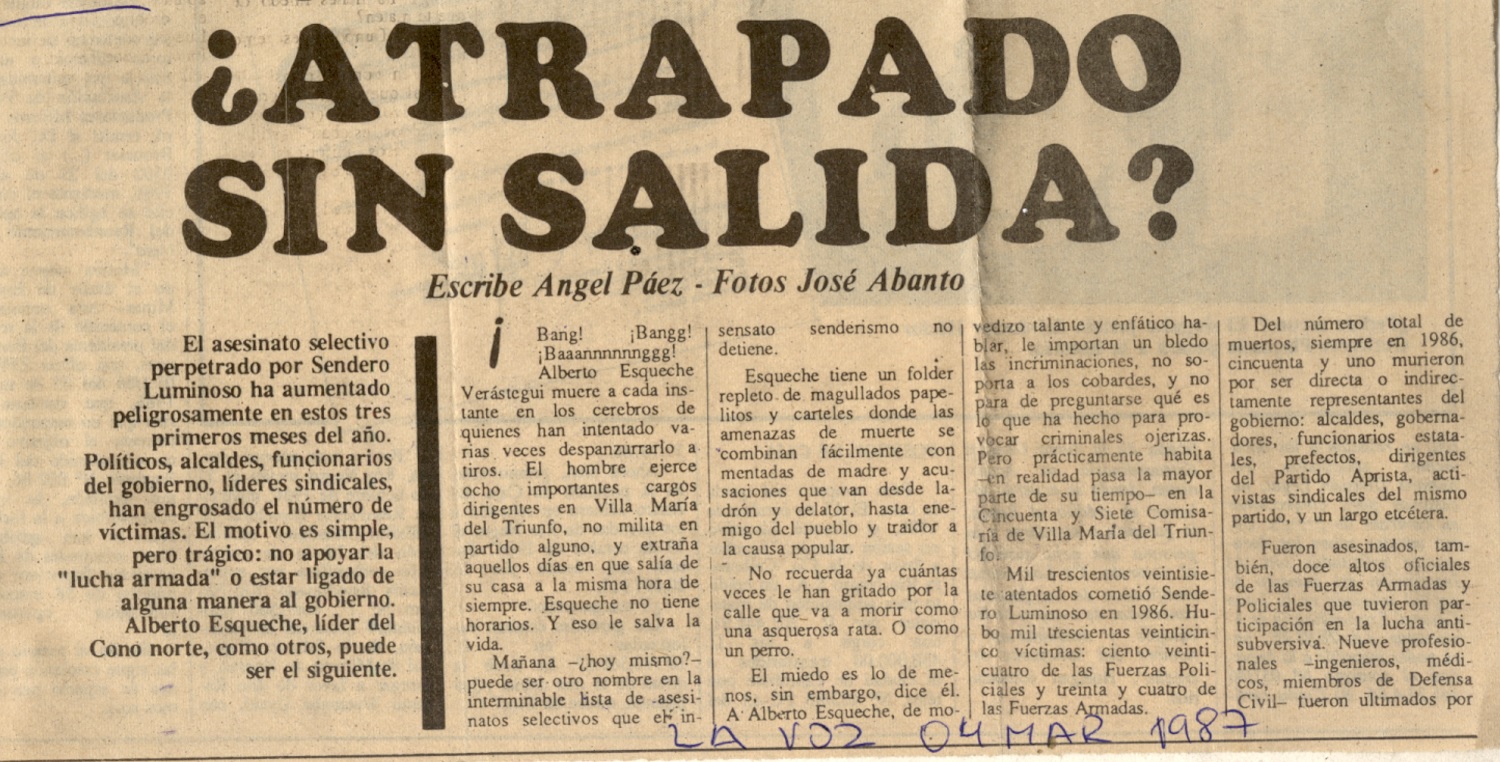 ¿ATRAPADO
SIN SALIDA?
Escribe Angel Páez - Fotos José Abanto
El asesinato selectivo
perpetrado por Sendero
Luminoso ha aumentado
peligrosamente en estos tres
primeros meses del año.
Políticos, alcaldes, funcionarios
del gobierno, líderes sindicales,
han engrosado el número de
víctimas. El motivo es simple,
pero trágico: no apoyar la
"lucha armada" o estar ligado de
alguna manera al gobierno.
Alberto Esqueche, líder del
Cono norte, como otros, puede
ser el siguiente.
¡Bang! ¡Bangg!
¡Baaannnnnnggg!
Alberto Esqueche
Verástegui muere a cada ins-
tante en los cerebros de
quienes han intentado va-
rias veces despanzurrarlo a
tiros. El hombre ejerce
ocho importantes cargos
dirigentes en Villa María
del Triunfo, no milita en
partido alguno, y extraña
aquellos días en que salía de
su casa a la misma hora de
siempre. Esqueche no tiene
horarios. Y eso le salva la
vida.
Mañana —¿hoy mismo?—
puede ser otro nombre en la
interminable lista de asesi-
natos selectivos que el in-
sensato senderismo no
detiene.
Esqueche tiene un folder
repleto de magullados pape-
litos y carteles donde las
amenazas de muerte se
combinan fácilmente con
mentadas de madre y acu-
saciones que van desde la-
drón y delator, hasta ene-
migo del pueblo y traidor a
la causa popular.
No recuerda ya cuántas
veces le han gritado por la
calle que va a morir como
una asquerosa rata. O como
un perro.
El miedo es lo de me-
nos, sin embargo, dice él.
A Alberto Esqueche, de mo-
vedizo talante y enfático ha-
blar, le importan un bledo
las incriminaciones, no so-
porta a los cobardes, y no
para de preguntarse qué es
lo que ha hecho para pro-
vocar criminales ojerizas.
Pero prácticamente habita
—en realidad pasa la mayor
parte de su tiempo— en la
Cincuenta y Siete Comisa-
ría de Villa María del Triun-
fo.
Mil trescientos veintisie-
te atentados cometió Sende-
ro Luminoso en 1986. Hu-
bo mil trescientas veinticin-
co víctimas: ciento veinti-
cuatro de las Fuerzas Poli-
ciales y treinta y cuatro de
las Fuerzas Armadas.
Del número total de
muertos, siempre en 1986,
cincuenta y uno murieron
por ser directa o indirec-
tamente representantes del
gobierno: alcaldes, goberna-
dores, funcionarios estata-
les, prefectos, dirigentes
del Partido Aprista, acti-
vistas sindicales del mismo
partido, y un largo etcétera.
Fueron asesinados, tam-
bién, doce altos oficiales
de las Fuerzas Armadas y
Policiales que tuvieron par-
ticipación en la lucha anti-
subversiva. Nueve profesio-
nales —ingenieros, médi-
cos, miembros de Defensa
Civil— fueron últimados por
LA VOZ 04 MAR 1987